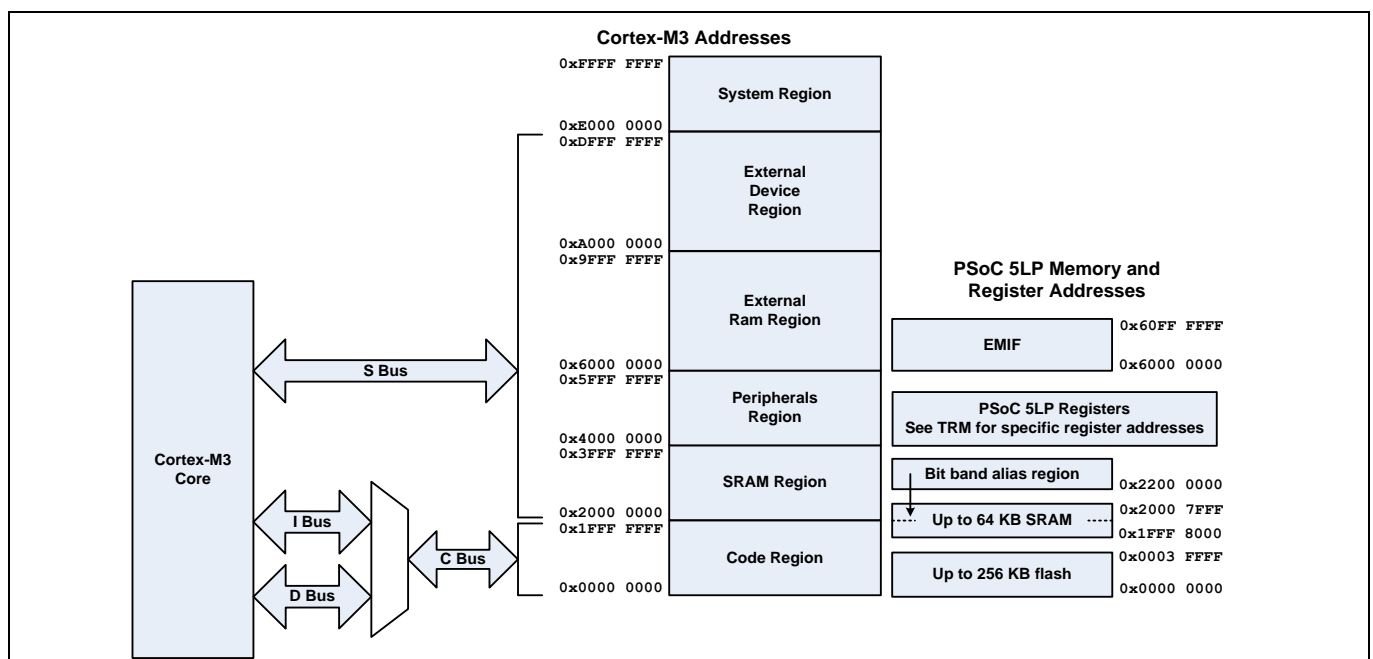 Cortex-M3 Addresses
0xFFFF FFFF
System Region
0xE000 0000
0xDFFF FFFF
External
Device
Region
0xA000 0000
0x9FFF FFFF
External
Ram Region
0x6000 0000
0x5FFF FFFF
Peripherals
Region
0x4000 0000
0x3FFF FFFF
SRAM Region
0x2000 0000
0x1FFF FFFF
Code Region
0x0000 0000
PSoC 5LP Memory and
Register Addresses
EMIF
0x60FF FFFF
0x6000 0000
PSoC 5LP Registers
See TRM for specific register addresses
Bit band alias region
0x2200 0000
Up to 64 KB SRAM
0x2000 7FFF
0x1FFF 8000
Up to 256 KB flash
0x0003 FFFF
0x0000 0000
Cortex-M3
Core
S Bus
I Bus
D Bus
C Bus